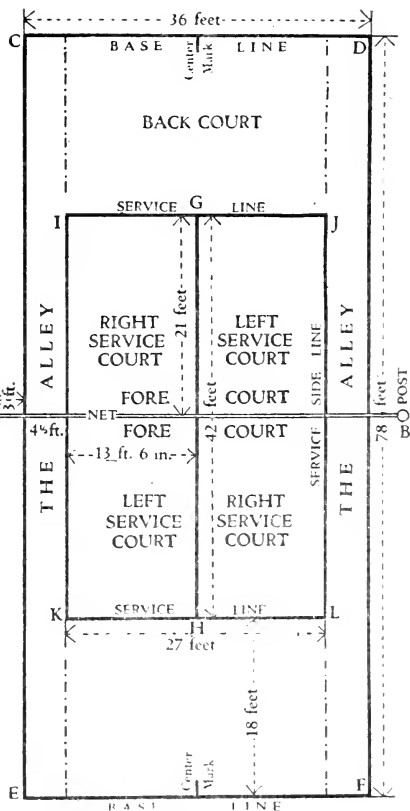 36 feet
C BASE LINE D
Center Mark
BACK COURT
SERVICE G LINE
I J
21 feet
RIGHT SERVICE COURT
LEFT SERVICE COURT
ALLEY
SIDE LINE
ALLEY
FORE COURT
3 ft.
NET
POST
B
4½ ft.
FORE COURT
42 feet
78 feet
13 ft. 6 in.
THE
SERVICE
THE
LEFT SERVICE COURT
RIGHT SERVICE COURT
K SERVICE LINE L
H
27 feet
18 feet
Center Mark
E F
BASE LINE